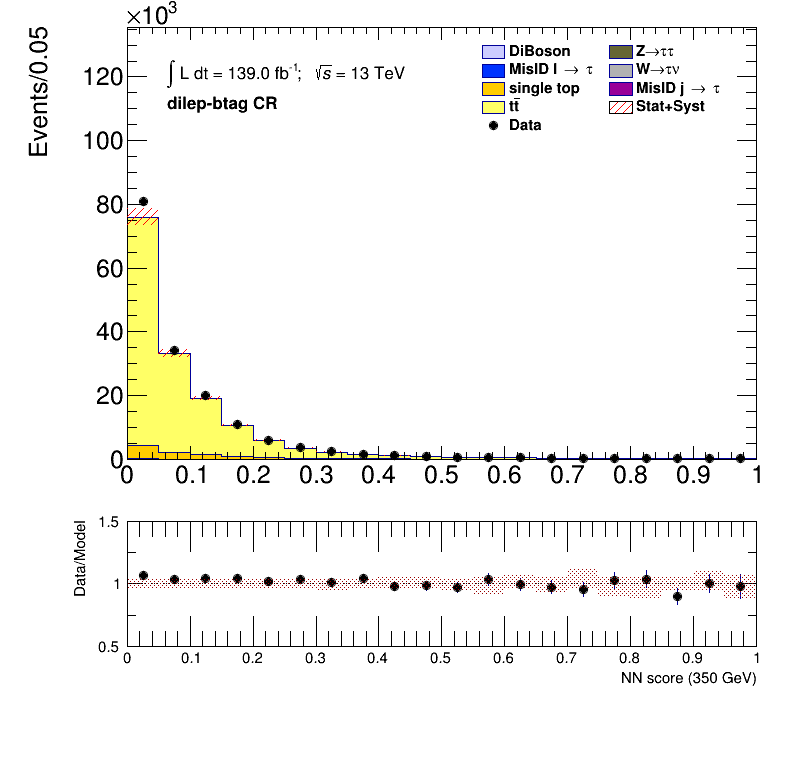 ×10³
Events/0.05
∫ L dt = 139.0 fb⁻¹; √s = 13 TeV
dilep-btag CR
DiBoson
MisID l → τ
single top
tt̄
Data
Z→ττ
W→τν
MisID j → τ
Stat+Syst
120
100
80
60
40
20
0
0 0.1 0.2 0.3 0.4 0.5 0.6 0.7 0.8 0.9 1
Data/Model
1.5
1
0.5
0 0.1 0.2 0.3 0.4 0.5 0.6 0.7 0.8 0.9 1
NN score (350 GeV)